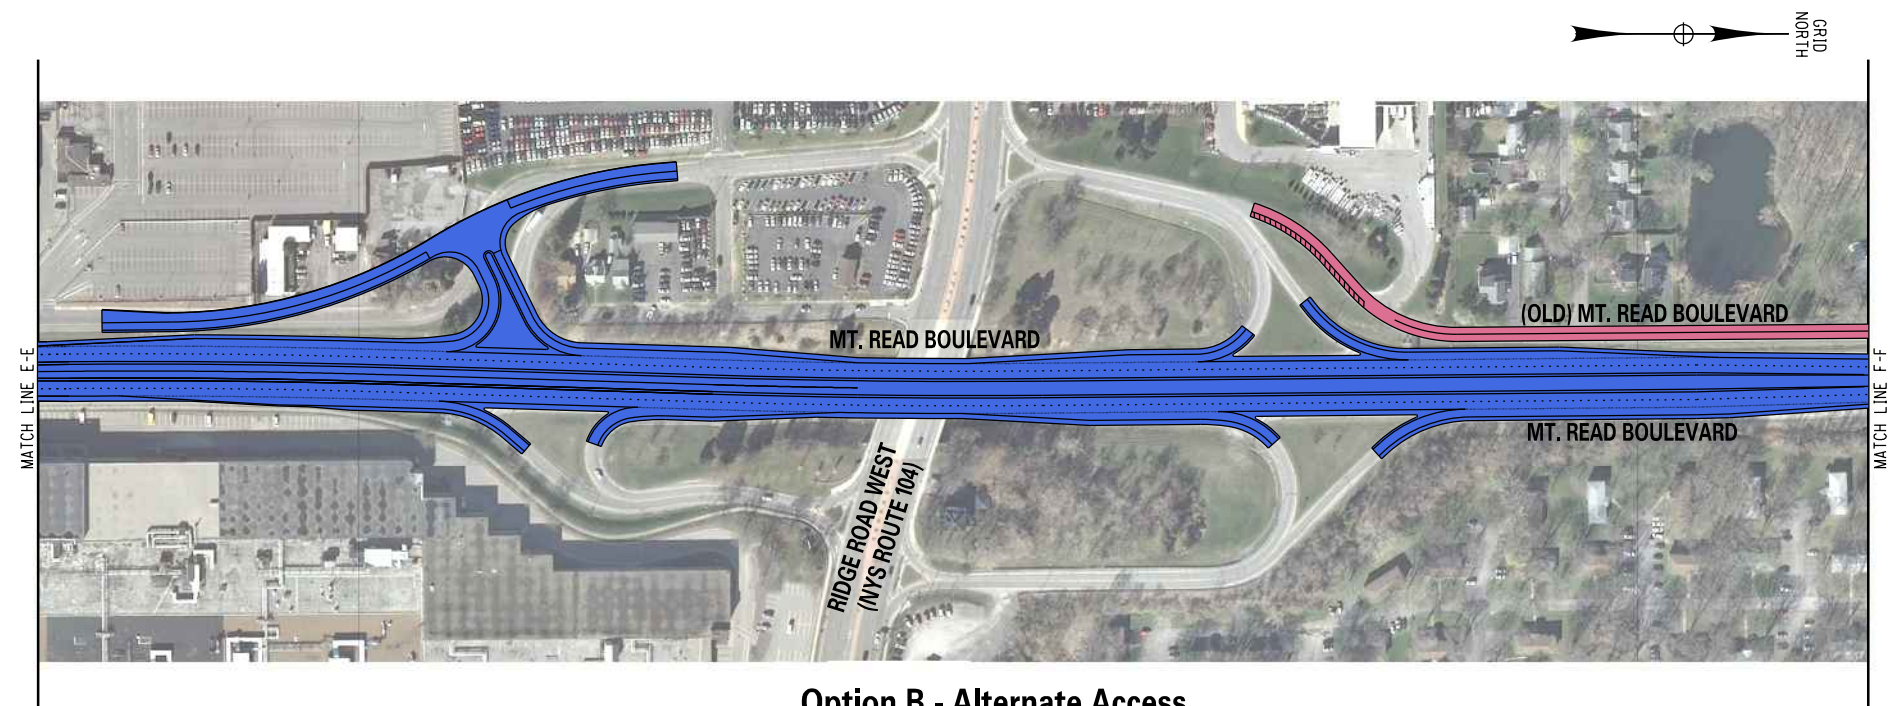 GRID
NORTH
(OLD) MT. READ BOULEVARD
MT. READ BOULEVARD
MATCH LINE E-E
MATCH LINE F-F
MT. READ BOULEVARD
RIDGE ROAD WEST
(NYS ROUTE 104)
Option B - Alternate Access